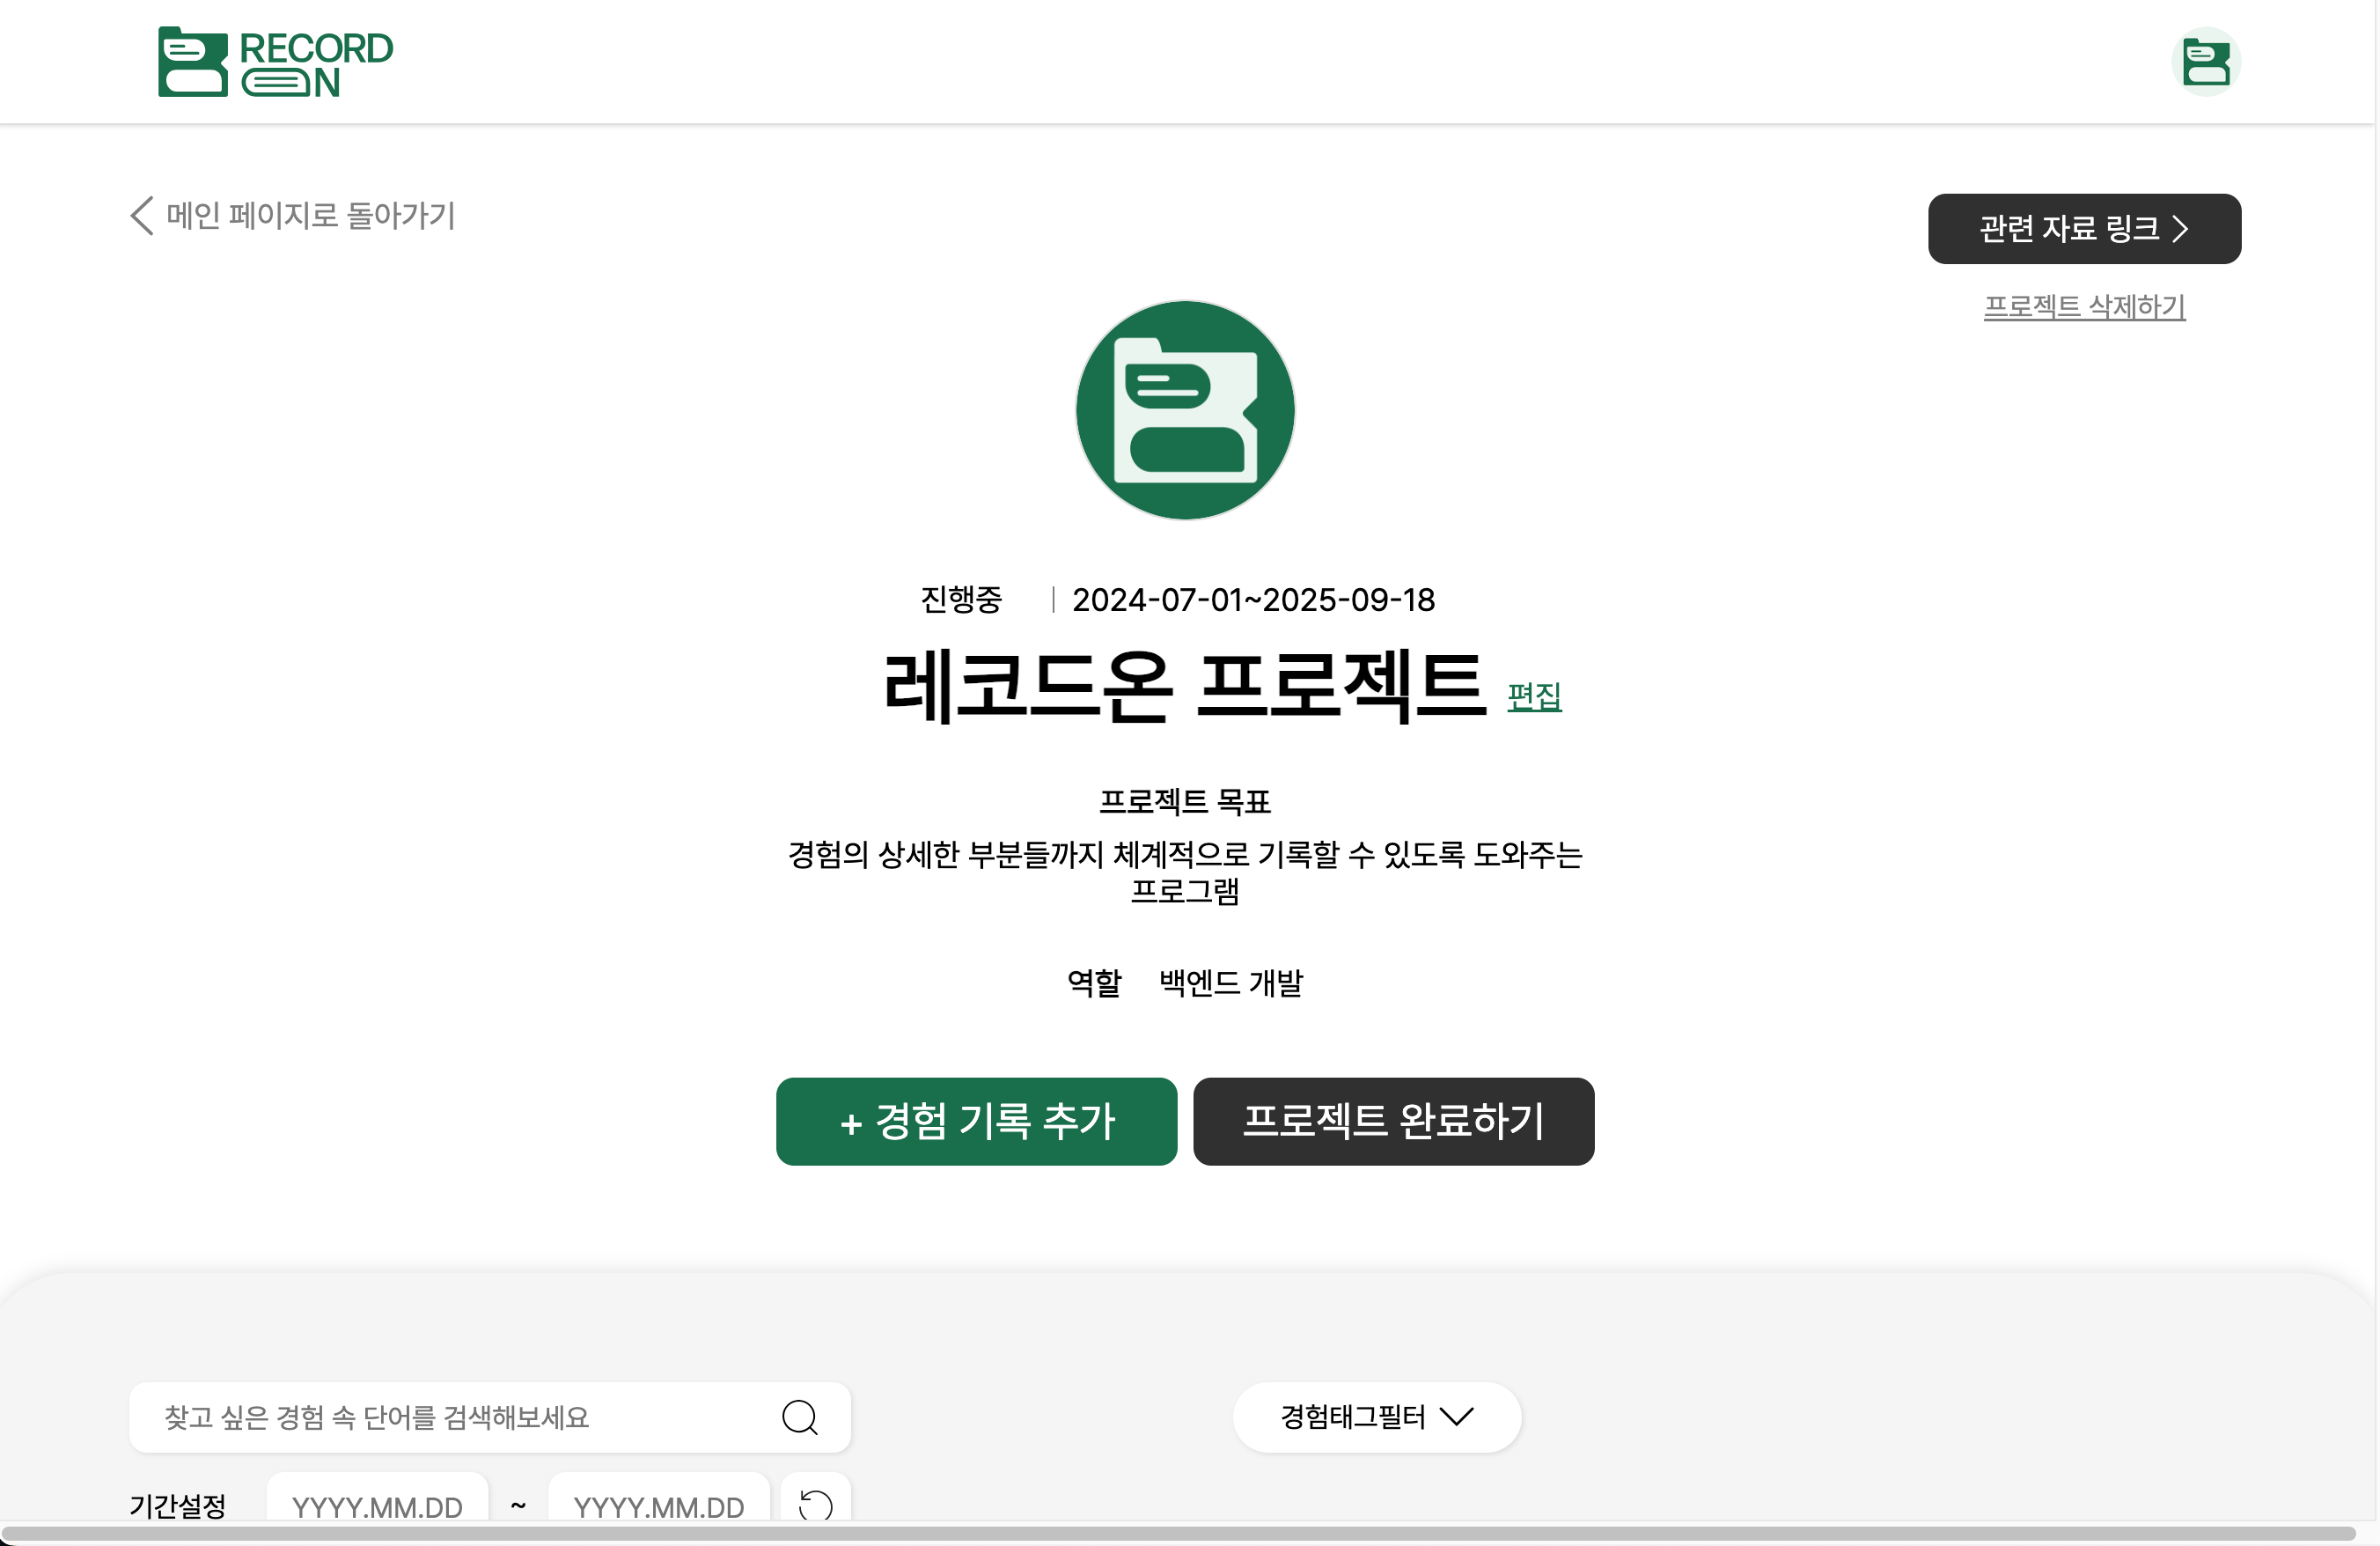 RECORD
ON
메인 페이지로 돌아가기
관련 자료 링크
프로젝트 삭제하기
진행중 | 2024-07-01~2025-09-18
레코드온 프로젝트 편집
프로젝트 목표
경험의 상세한 부분들까지 체계적으로 기록할 수 있도록 도와주는
프로그램
역할 백엔드 개발
+ 경험 기록 추가 프로젝트 완료하기
찾고 싶은 경험 속 단어를 검색해보세요 경험태그필터
기간설정 YYYY.MM.DD ~ YYYY.MM.DD